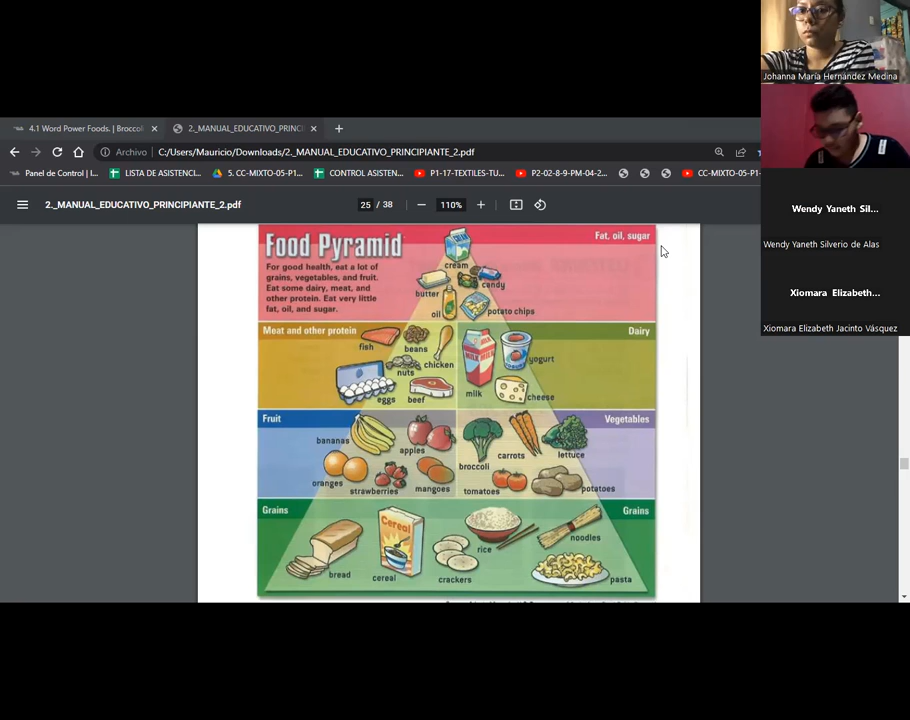 4.1 Word Power Foods. | Broccoli
2._MANUAL_EDUCATIVO_PRINCI
Archivo
C:/Users/Mauricio/Downloads/2._MANUAL_EDUCATIVO_PRINCIPIANTE_2.pdf
Panel de Control | I...
LISTA DE ASISTENCI...
5. CC-MIXTO-05-P1...
CONTROL ASISTEN...
P1-17-TEXTILES-TU...
P2-02-8-9-PM-04-2...
CC-MIXTO-05-P1
2._MANUAL_EDUCATIVO_PRINCIPIANTE_2.pdf
25 / 38
110%
Food Pyramid
For good health, eat a lot of
grains, vegetables, and fruit.
Eat some dairy, meat, and
other protein. Eat very little
fat, oil, and sugar.
Fat, oil, sugar
cream
butter
candy
oil
potato chips
Meat and other protein
Dairy
fish
beans
chicken
nuts
eggs
beef
milk
yogurt
cheese
Fruit
Vegetables
bananas
apples
oranges
strawberries
mangoes
broccoli
carrots
lettuce
tomatoes
potatoes
Grains
Grains
bread
cereal
Cereal
crackers
rice
noodles
pasta
Johanna María Hernández Medina
Wendy Yaneth Sil...
Wendy Yaneth Silverio de Alas
Xiomara Elizabeth...
Xiomara Elizabeth Jacinto Vásquez